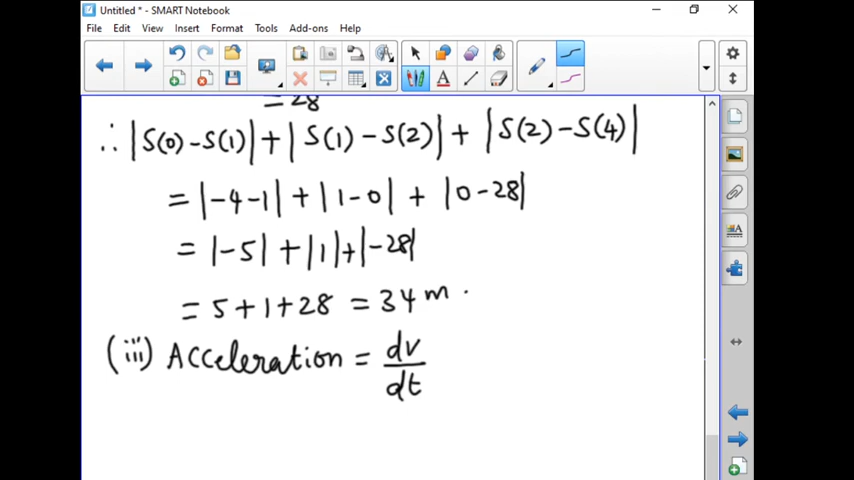 Untitled * - SMART Notebook
File Edit View Insert Format Tools Add-ons Help
= 28
∴ |S(0) - S(1)| + |S(1) - S(2)| + |S(2) - S(4)|
= |-4-1| + |1-0| + |0-28|
= |-5| + |1| + |-28|
= 5+1+28 = 34 m .
(iii) Acceleration = dv/dt